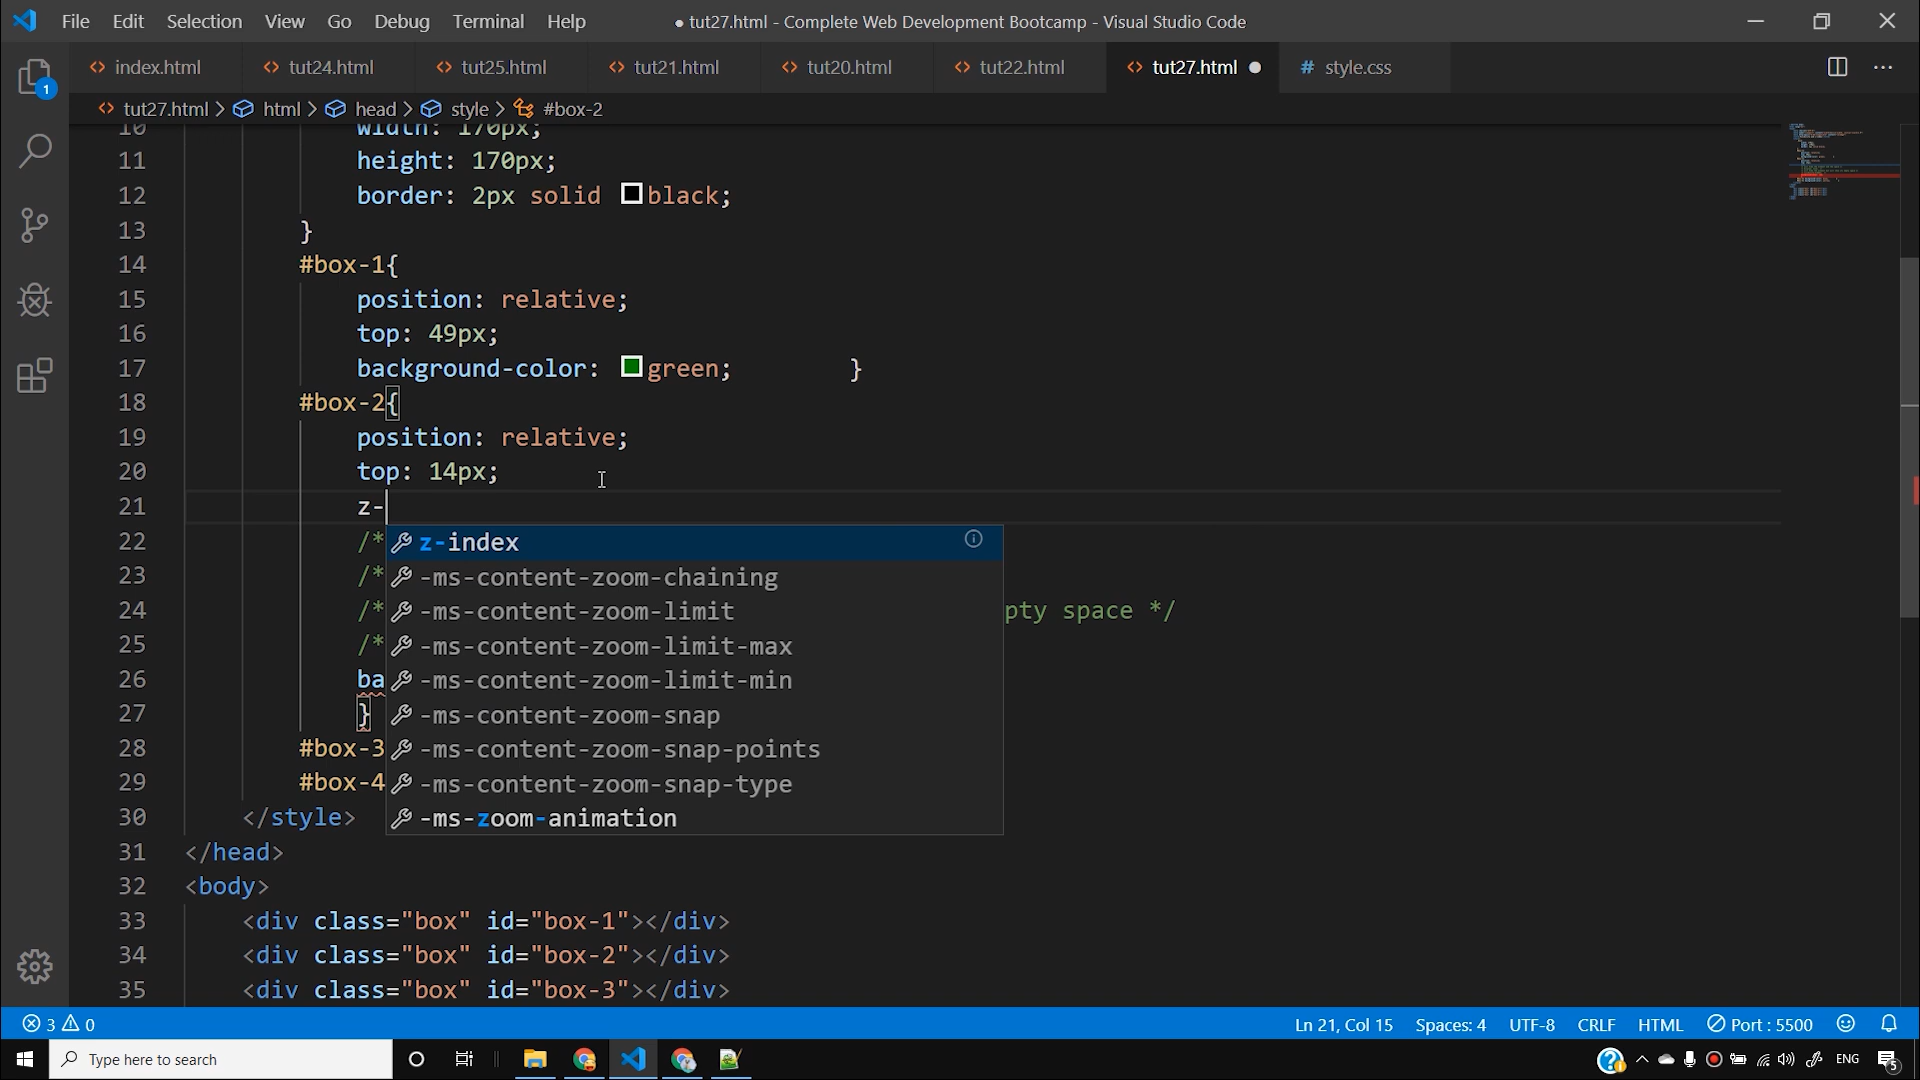 File Edit Selection View Go Debug Terminal Help ● tut27.html - Complete Web Development Bootcamp - Visual Studio Code
index.html tut24.html tut25.html tut21.html tut20.html tut22.html tut27.html ● # style.css
1
tut27.html > html > head > style > #box-2
10 width: 170px;
11 height: 170px;
12 border: 2px solid black;
13 }
14 #box-1{
15 position: relative;
16 top: 49px;
17 background-color: green; }
18 #box-2{
19 position: relative;
20 top: 14px;
21 z-
22 /* z-index
23 /* -ms-content-zoom-chaining
24 /* -ms-content-zoom-limit pty space */
25 /* -ms-content-zoom-limit-max
26 ba -ms-content-zoom-limit-min
27 } -ms-content-zoom-snap
28 #box-3 -ms-content-zoom-snap-points
29 #box-4 -ms-content-zoom-snap-type
30 </style> -ms-zoom-animation
31 </head>
32 <body>
33 <div class="box" id="box-1"></div>
34 <div class="box" id="box-2"></div>
35 <div class="box" id="box-3"></div>
3 0 Ln 21, Col 15 Spaces: 4 UTF-8 CRLF HTML Port : 5500
Type here to search ENG 5